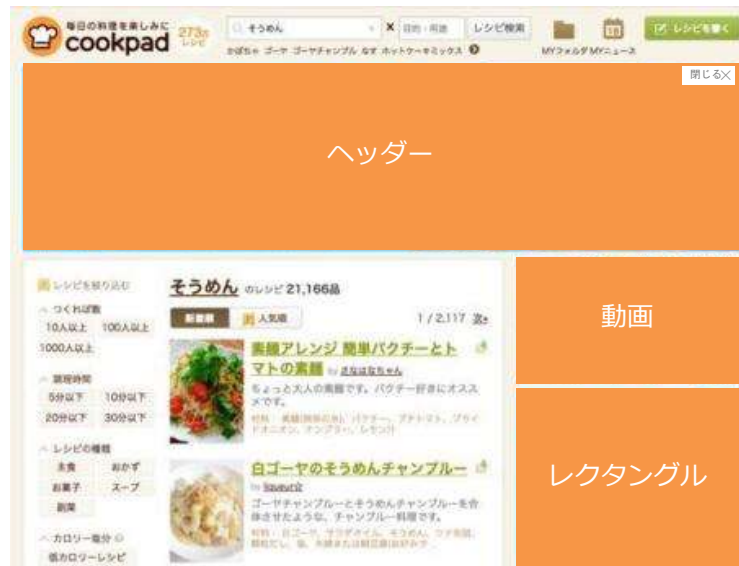 毎日の料理を楽しみに
cookpad
273万
レシピ
そうめん
× 目的・用途
レシピ検索
MYフォルダ MYニュース
レシピを書く
かぼちゃ ゴーヤ ゴーヤチャンプル なす ホットケーキミックス
閉じる×
ヘッダー
レシピを絞り込む
つくれぽ数
10人以上 100人以上
1000人以上
調理時間
5分以下 10分以下
20分以下 30分以下
レシピの種類
主食 おかず
お菓子 スープ
副菜
カロリー・塩分
低カロリーレシピ
そうめん のレシピ 21,166品
新着順 人気順 1 / 2,117 次»
素麺アレンジ 簡単パクチーとト
マトの素麺 by さなはなちゃん
ちょっと大人の素麺です。パクチー好きにオスス
メです。
白ゴーヤのそうめんチャンプルー
ゴーヤチャンプルーとそうめんチャンプルーを合
体させたような、チャンプルー料理です。
動画
レクタングル